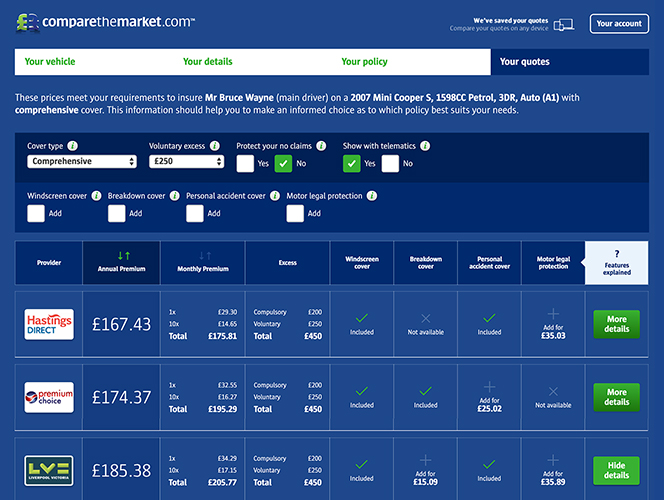 comparethemarket.com™
We've saved your quotes
Compare your quotes on any device
Your account
Your vehicle
Your details
Your policy
Your quotes
These prices meet your requirements to insure Mr Bruce Wayne (main driver) on a 2007 Mini Cooper S, 1598CC Petrol, 3DR, Auto (A1) with
comprehensive cover. This information should help you to make an informed choice as to which policy best suits your needs.
Cover type i Voluntary excess i Protect your no claims i Show with telematics i
Comprehensive £250 Yes No Yes No
Windscreen cover i Breakdown cover i Personal accident cover i Motor legal protection i
Add Add Add Add
Provider
Annual Premium
Monthly Premium
Excess
Windscreen
cover
Breakdown
cover
Personal
accident cover
Motor legal
protection
?
Features
explained
Hastings
DIRECT
£167.43
1x £29.30
10x £14.65
Total £175.81
Compulsory £200
Voluntary £250
Total £450
Included
Not available
Included
Add for
£35.03
More
details
premium
choice
£174.37
1x £32.55
10x £16.27
Total £195.29
Compulsory £200
Voluntary £250
Total £450
Included
Included
Add for
£25.02
Not available
More
details
LV=
LIVERPOOL VICTORIA
£185.38
1x £34.29
10x £17.15
Total £205.77
Compulsory £200
Voluntary £250
Total £450
Included
Add for
£15.09
Included
Add for
£35.89
Hide
details